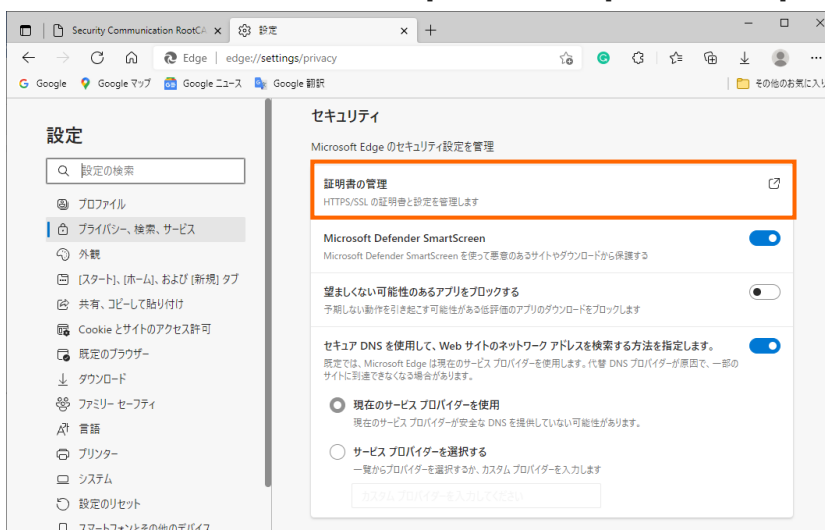 Security Communication RootCA
設定
Edge | edge://settings/privacy
Google
Google マップ
Google ニュース
Google 翻訳
その他のお気に入り
設定
設定の検索
プロファイル
プライバシー、検索、サービス
外観
[スタート]、[ホーム]、および [新規] タブ
共有、コピーして貼り付け
Cookie とサイトのアクセス許可
既定のブラウザー
ダウンロード
ファミリー セーフティ
言語
プリンター
システム
設定のリセット
スマートフォンとその他のデバイス
セキュリティ
Microsoft Edge のセキュリティ設定を管理
証明書の管理
HTTPS/SSL の証明書と設定を管理します
Microsoft Defender SmartScreen
Microsoft Defender SmartScreen を使って悪意のあるサイトやダウンロードから保護する
望ましくない可能性のあるアプリをブロックする
予期しない動作を引き起こす可能性がある低評価のアプリのダウンロードをブロックします
セキュア DNS を使用して、Web サイトのネットワーク アドレスを検索する方法を指定します。
既定では、Microsoft Edge は現在のサービス プロバイダーを使用します。代替 DNS プロバイダーが原因で、一部の
サイトに到達できなくなる場合があります。
現在のサービス プロバイダーを使用
現在のサービス プロバイダーが安全な DNS を提供していない可能性があります。
サービス プロバイダーを選択する
一覧からプロバイダーを選択するか、カスタム プロバイダーを入力します
カスタム プロバイダーを入力してください